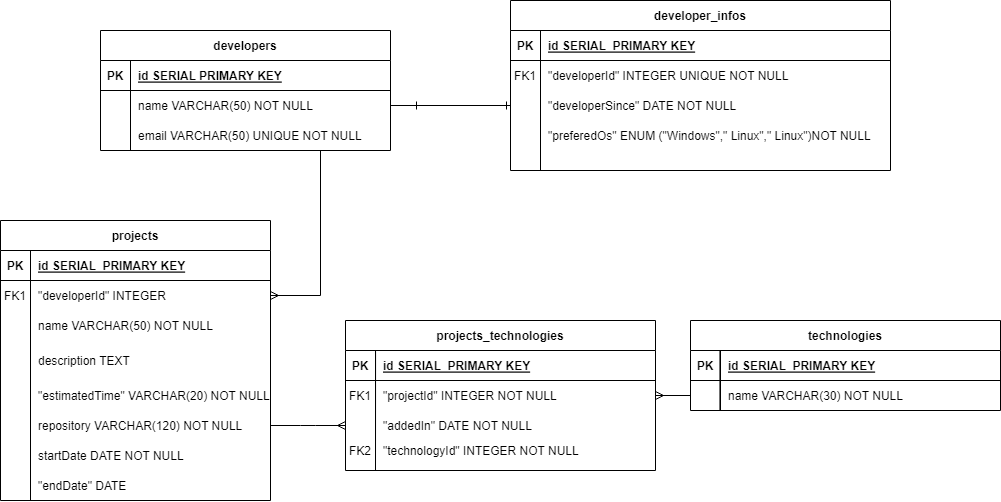 developer_infos
PK id SERIAL PRIMARY KEY
FK1 "developerId" INTEGER UNIQUE NOT NULL
"developerSince" DATE NOT NULL
"preferedOs" ENUM ("Windows"," Linux"," Linux")NOT NULL
developers
PK id SERIAL PRIMARY KEY
name VARCHAR(50) NOT NULL
email VARCHAR(50) UNIQUE NOT NULL
projects
PK id SERIAL PRIMARY KEY
FK1 "developerId" INTEGER
name VARCHAR(50) NOT NULL
description TEXT
"estimatedTime" VARCHAR(20) NOT NULL
repository VARCHAR(120) NOT NULL
startDate DATE NOT NULL
"endDate" DATE
projects_technologies
PK id SERIAL PRIMARY KEY
FK1 "projectId" INTEGER NOT NULL
"addedIn" DATE NOT NULL
FK2 "technologyId" INTEGER NOT NULL
technologies
PK id SERIAL PRIMARY KEY
name VARCHAR(30) NOT NULL